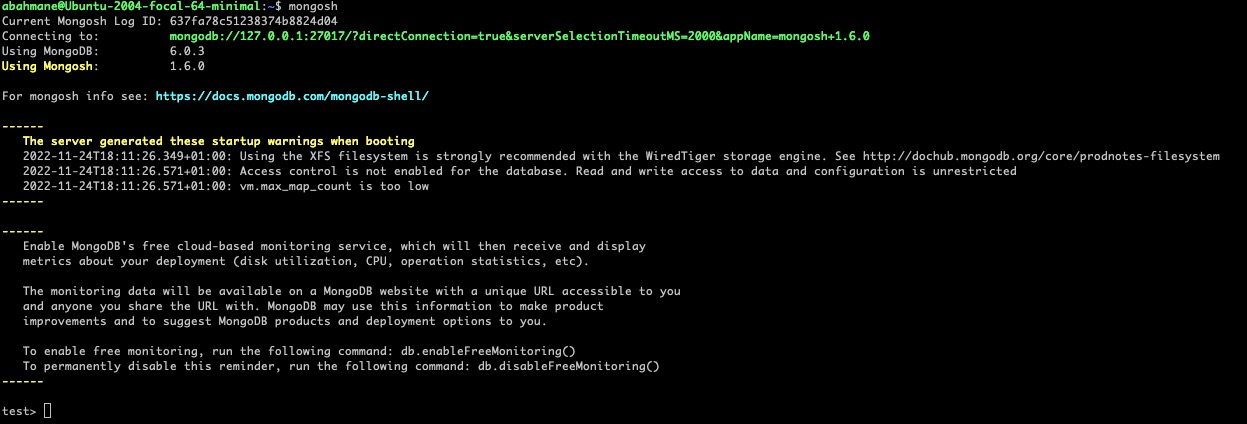 abahmane@Ubuntu-2004-focal-64-minimal:~$ mongosh
Current Mongosh Log ID: 637fa78c51238374b8824d04
Connecting to: mongodb://127.0.0.1:27017/?directConnection=true&serverSelectionTimeoutMS=2000&appName=mongosh+1.6.0
Using MongoDB: 6.0.3
Using Mongosh: 1.6.0
For mongosh info see: https://docs.mongodb.com/mongodb-shell/
------
The server generated these startup warnings when booting
2022-11-24T18:11:26.349+01:00: Using the XFS filesystem is strongly recommended with the WiredTiger storage engine. See http://dochub.mongodb.org/core/prodnotes-filesystem
2022-11-24T18:11:26.571+01:00: Access control is not enabled for the database. Read and write access to data and configuration is unrestricted
2022-11-24T18:11:26.571+01:00: vm.max_map_count is too low
------
------
Enable MongoDB's free cloud-based monitoring service, which will then receive and display
metrics about your deployment (disk utilization, CPU, operation statistics, etc).
The monitoring data will be available on a MongoDB website with a unique URL accessible to you
and anyone you share the URL with. MongoDB may use this information to make product
improvements and to suggest MongoDB products and deployment options to you.
To enable free monitoring, run the following command: db.enableFreeMonitoring()
To permanently disable this reminder, run the following command: db.disableFreeMonitoring()
------
test>